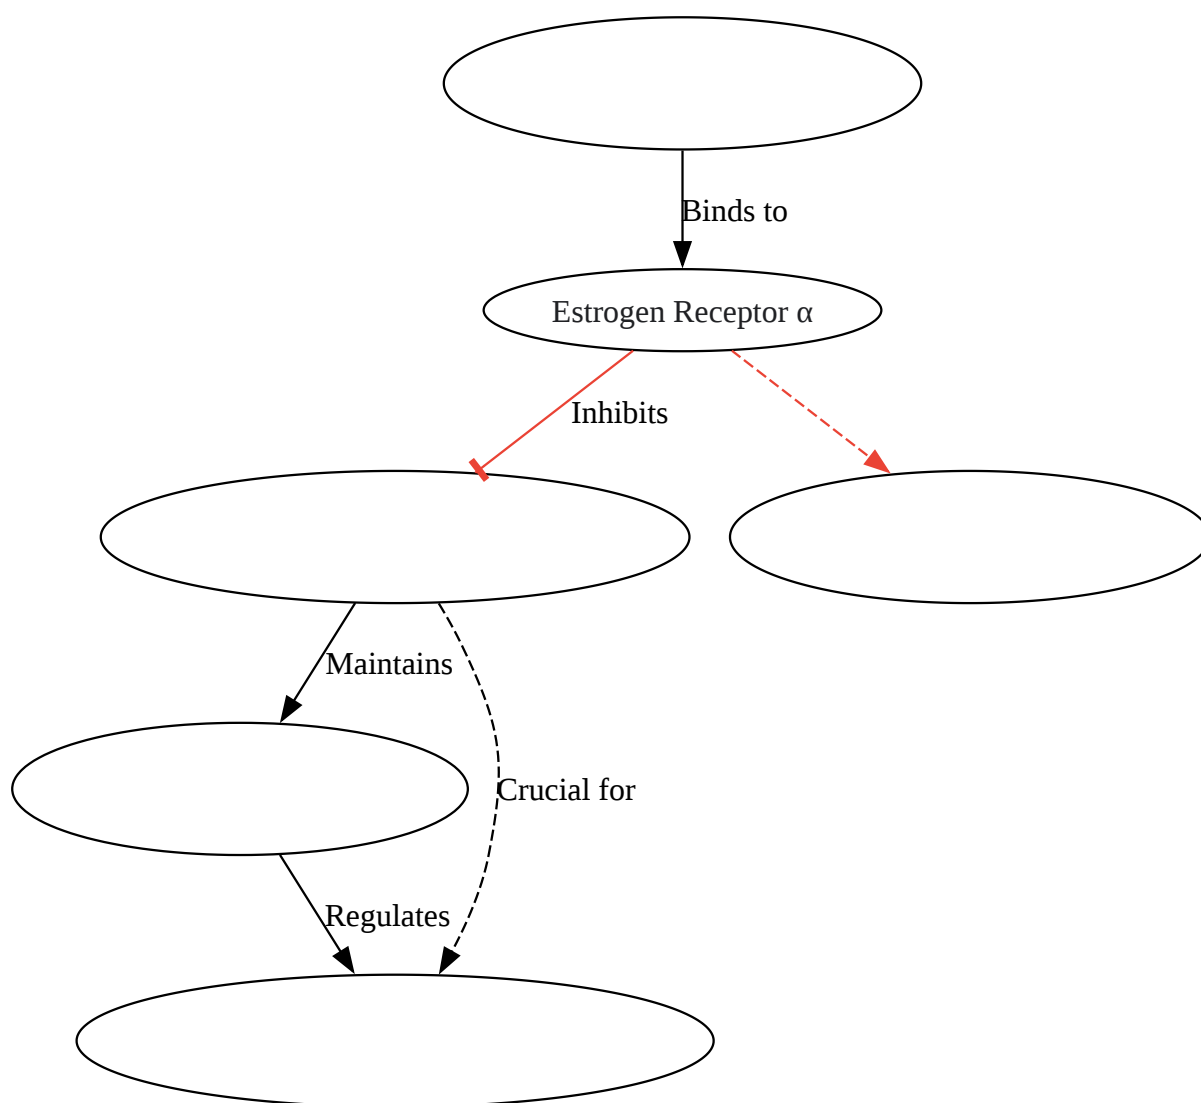 Binds to
Estrogen Receptor α
Inhibits
Maintains
Crucial for
Regulates